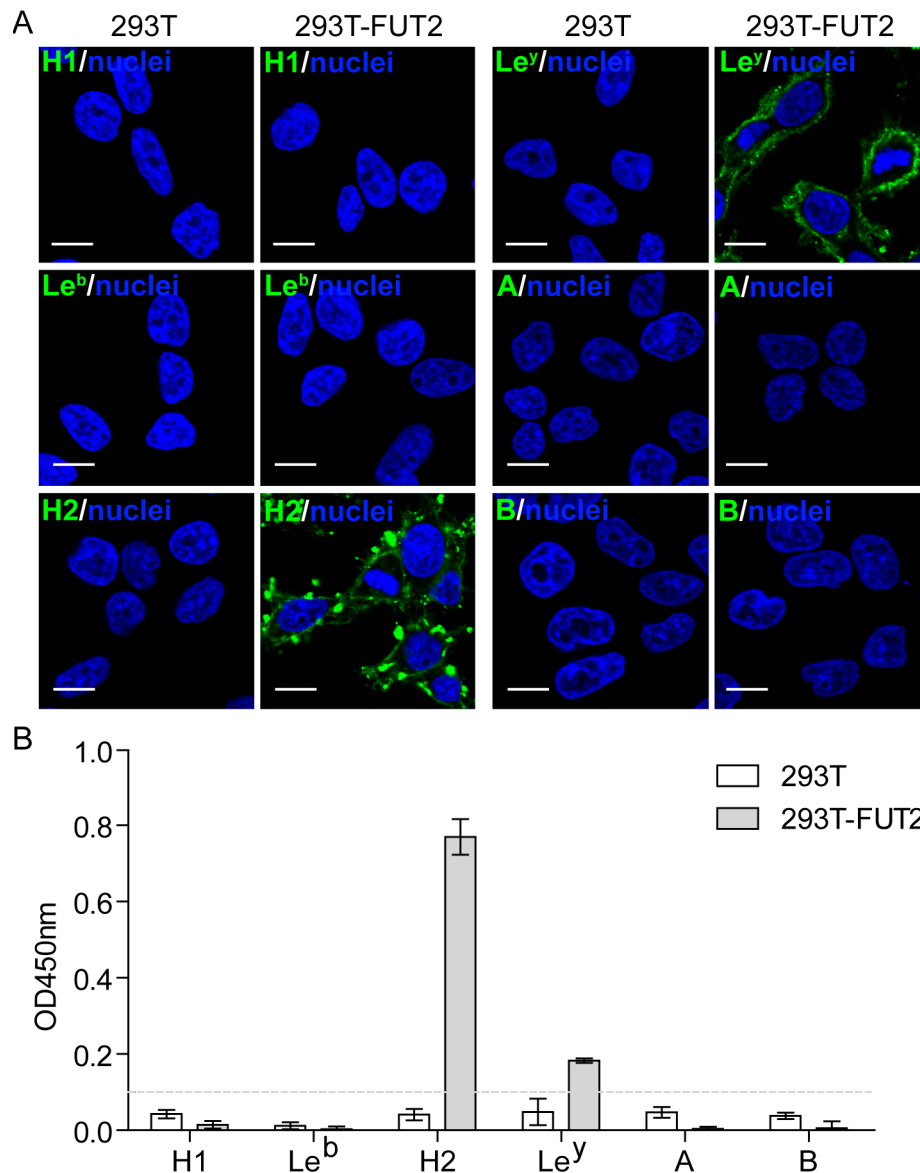 A
293T 293T-FUT2 293T 293T-FUT2
H1/nuclei H1/nuclei Leʸ/nuclei Leʸ/nuclei
Leᵇ/nuclei Leᵇ/nuclei A/nuclei A/nuclei
H2/nuclei H2/nuclei B/nuclei B/nuclei
B
1.0
0.8
0.6
0.4
0.2
0.0
OD450nm
293T
293T-FUT2
H1 Leᵇ H2 Leʸ A B